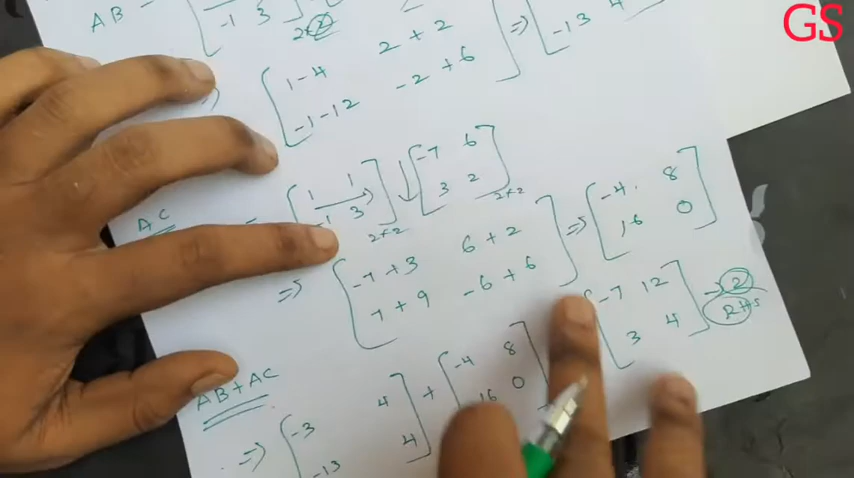 GS
AB -1 3 2×2
1-4 2+2 ⇒ -13 4
-1-12 -2+6
AC = 1 1 -7 6
-1 3 2×2 3 2 2×2
⇒ -7+3 6+2 ⇒ -4 8
7+9 -6+6 16 0
AB+AC -7 12 → 2
3 4 RHS
⇒ -3 4 + -4 8
-13 4 16 0